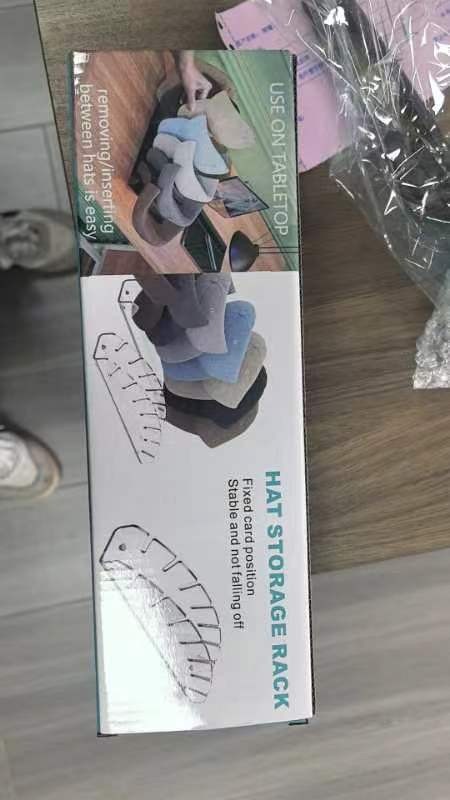 USE ON TABLETOP
removing/inserting
between hats is easy
HAT STORAGE RACK
Fixed card position
Stable and not falling off